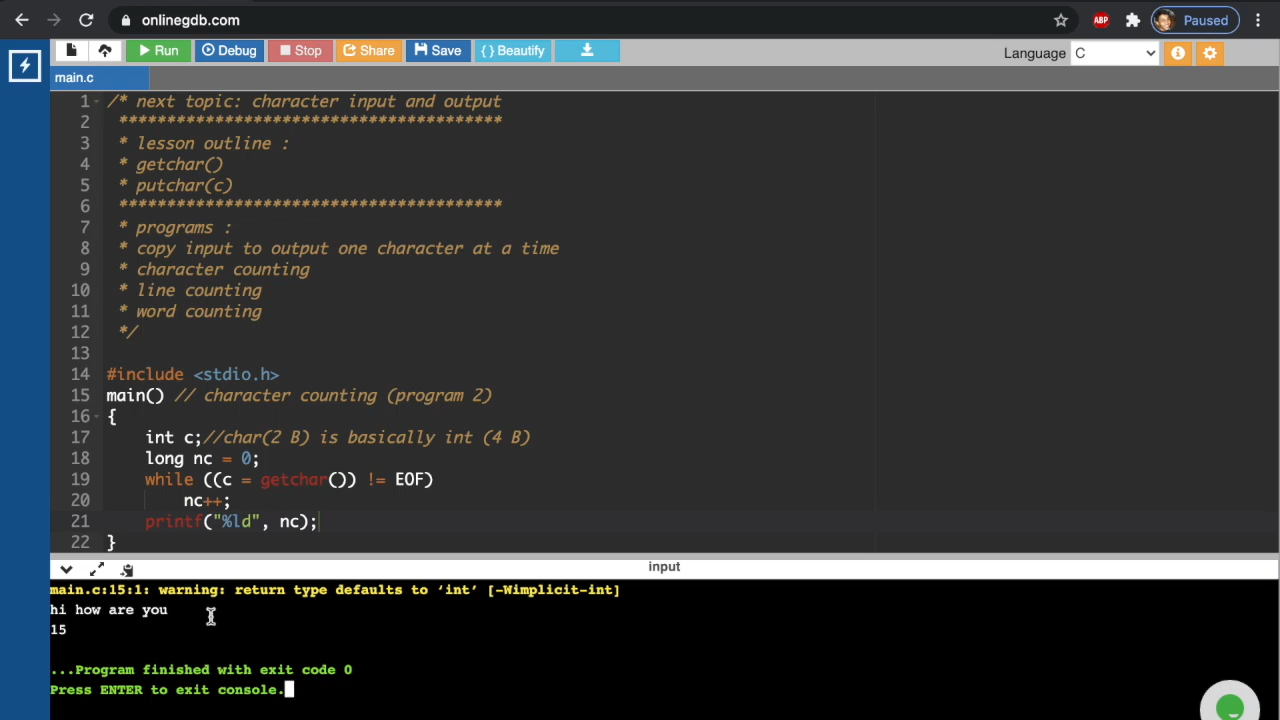 onlinegdb.com ABP Paused
Run Debug Stop Share Save { } Beautify Language C
main.c
1 /* next topic: character input and output
2 ****************************************
3 * lesson outline :
4 * getchar()
5 * putchar(c)
6 ****************************************
7 * programs :
8 * copy input to output one character at a time
9 * character counting
10 * line counting
11 * word counting
12 */
13
14 #include <stdio.h>
15 main() // character counting (program 2)
16 {
17 int c;//char(2 B) is basically int (4 B)
18 long nc = 0;
19 while ((c = getchar()) != EOF)
20 nc++;
21 printf("%ld", nc);
22 }
input
main.c:15:1: warning: return type defaults to ‘int’ [-Wimplicit-int]
hi how are you
15
...Program finished with exit code 0
Press ENTER to exit console.